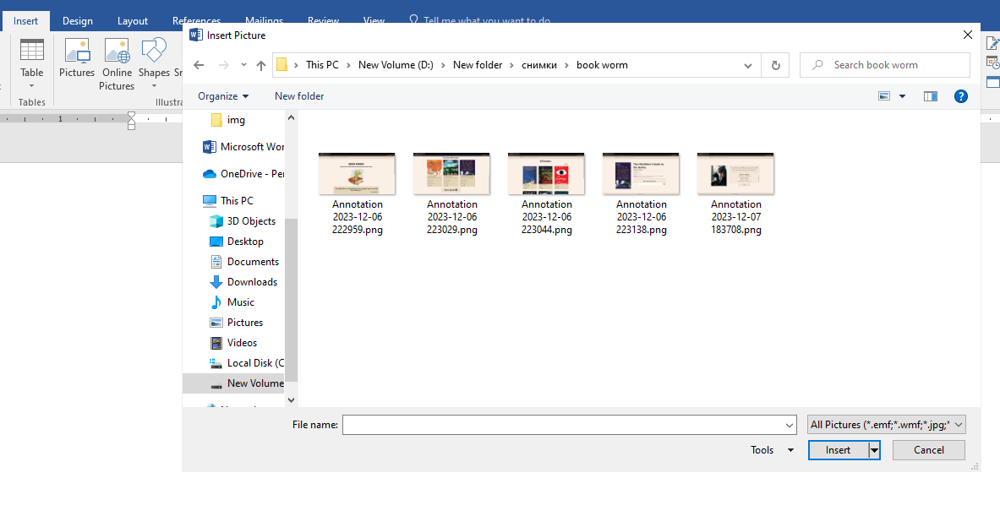 Insert Design Layout References Mailings Review View Tell me what you want to do
Table Pictures Online Pictures Shapes
Tables
1
Insert Picture
This PC > New Volume (D:) > New folder > снимки > book worm
Search book worm
Organize New folder
img
Microsoft Wor
OneDrive - Per
This PC
3D Objects
Desktop
Documents
Downloads
Music
Pictures
Videos
Local Disk (C
New Volume
Annotation
2023-12-06
222959.png
Annotation
2023-12-06
223029.png
Annotation
2023-12-06
223044.png
Annotation
2023-12-06
223138.png
Annotation
2023-12-07
183708.png
File name:
All Pictures (*.emf;*.wmf;*.jpg;*
Tools
Insert
Cancel